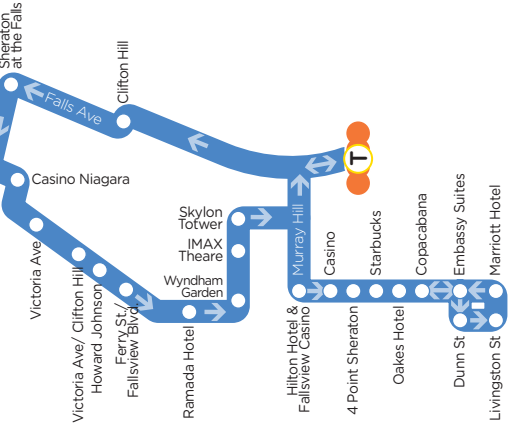 Sheraton
at the Falls
Falls Ave
Clifton Hill
T
Casino Niagara
Victoria Ave
Victoria Ave/ Clifton Hill
Howard Johnson
Ferry St./
Fallsview Blvd.
Ramada Hotel
Wyndham
Garden
IMAX
Theare
Skylon
Totwer
Murray Hill
Hilton Hotel &
Fallsview Casino
Casino
4 Point Sheraton
Starbucks
Oakes Hotel
Copacabana
Embassy Suites
Dunn St
Marriott Hotel
Livingston St